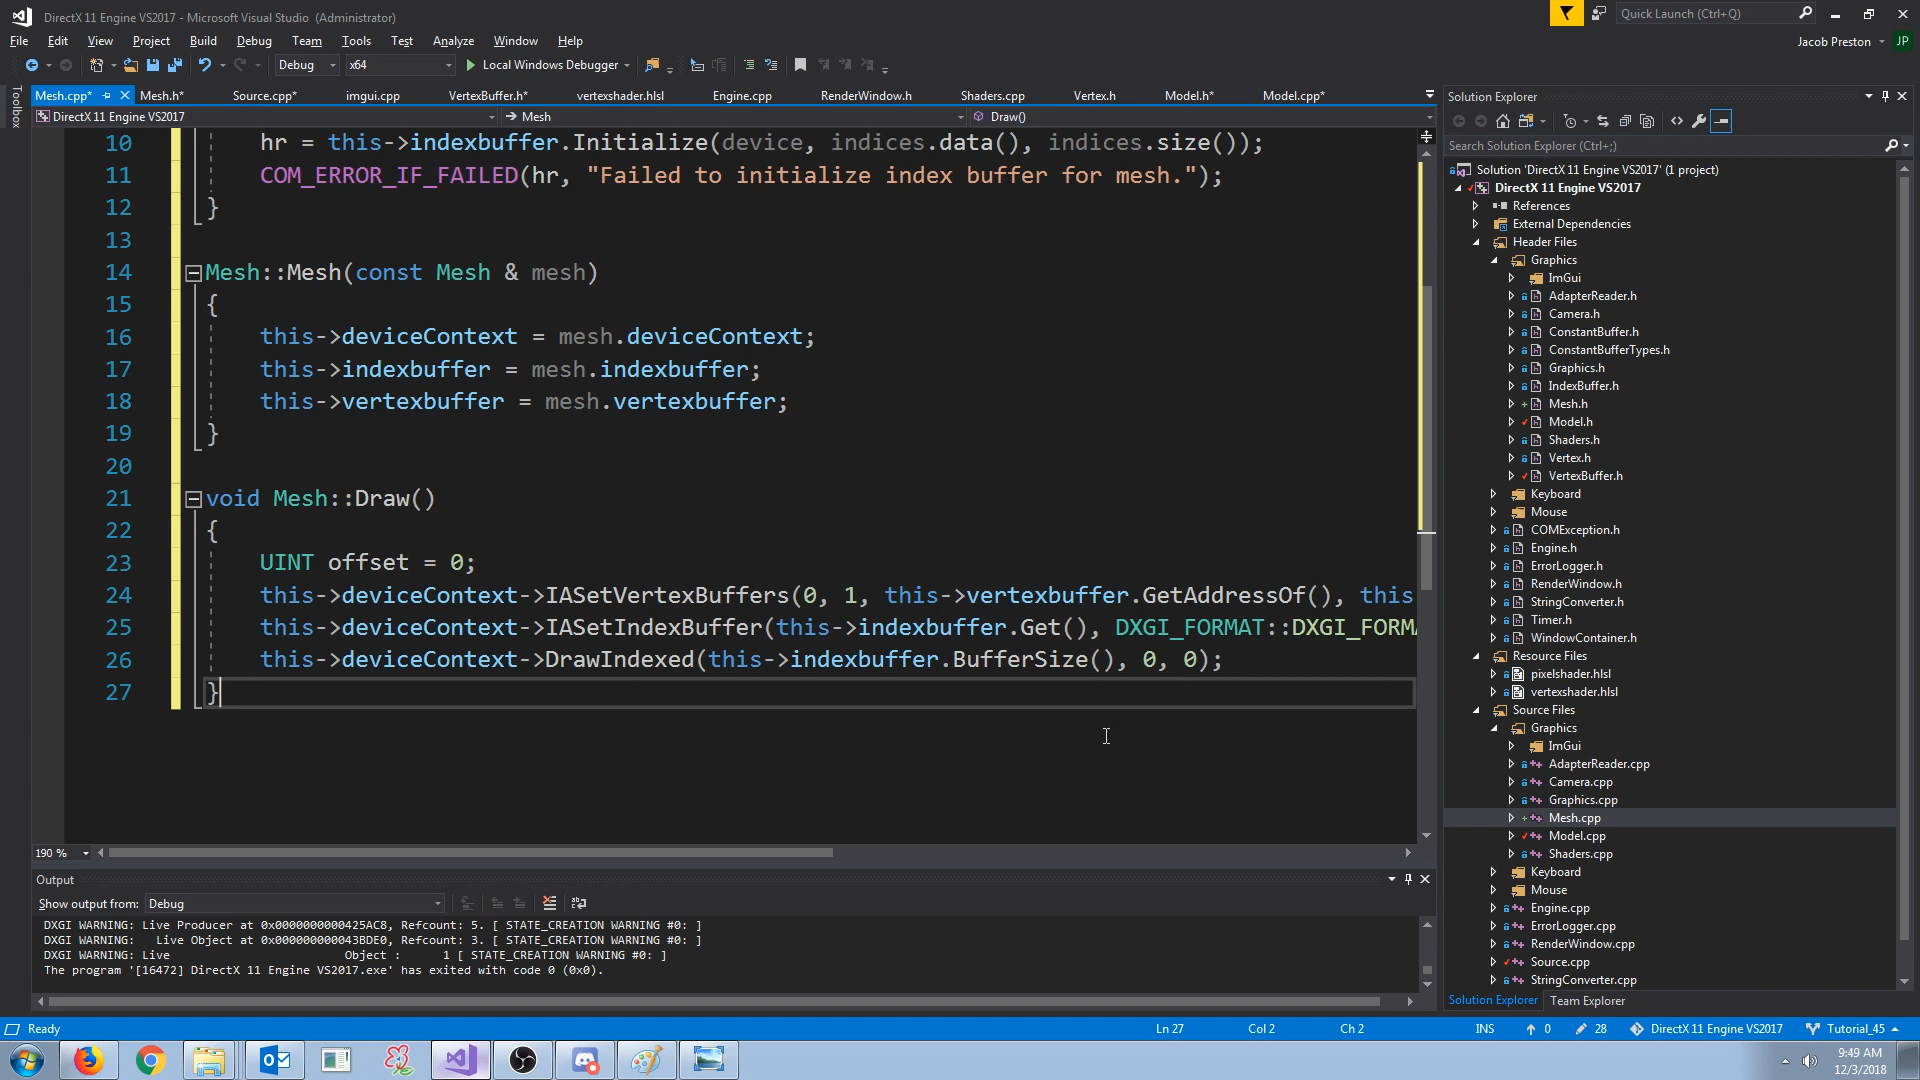 DirectX 11 Engine VS2017 - Microsoft Visual Studio (Administrator)
Quick Launch (Ctrl+Q)
File Edit View Project Build Debug Team Tools Test Analyze Window Help
Jacob Preston JP
Debug x64 Local Windows Debugger
Toolbox
Mesh.cpp* Mesh.h* Source.cpp* imgui.cpp VertexBuffer.h* vertexshader.hlsl Engine.cpp RenderWindow.h Shaders.cpp Vertex.h Model.h* Model.cpp*
DirectX 11 Engine VS2017 Mesh Draw()
10 hr = this->indexbuffer.Initialize(device, indices.data(), indices.size());
11 COM_ERROR_IF_FAILED(hr, "Failed to initialize index buffer for mesh.");
12 }
13
14 Mesh::Mesh(const Mesh & mesh)
15 {
16 this->deviceContext = mesh.deviceContext;
17 this->indexbuffer = mesh.indexbuffer;
18 this->vertexbuffer = mesh.vertexbuffer;
19 }
20
21 void Mesh::Draw()
22 {
23 UINT offset = 0;
24 this->deviceContext->IASetVertexBuffers(0, 1, this->vertexbuffer.GetAddressOf(), this
25 this->deviceContext->IASetIndexBuffer(this->indexbuffer.Get(), DXGI_FORMAT::DXGI_FORM
26 this->deviceContext->DrawIndexed(this->indexbuffer.BufferSize(), 0, 0);
27 }
190 %
Output
Show output from: Debug
DXGI WARNING: Live Producer at 0x0000000000425AC8, Refcount: 5. [ STATE_CREATION WARNING #0: ]
DXGI WARNING: Live Object at 0x000000000043BDE0, Refcount: 3. [ STATE_CREATION WARNING #0: ]
DXGI WARNING: Live Object : 1 [ STATE_CREATION WARNING #0: ]
The program '[16472] DirectX 11 Engine VS2017.exe' has exited with code 0 (0x0).
Solution Explorer
Search Solution Explorer (Ctrl+;)
Solution 'DirectX 11 Engine VS2017' (1 project)
DirectX 11 Engine VS2017
References
External Dependencies
Header Files
Graphics
ImGui
AdapterReader.h
Camera.h
ConstantBuffer.h
ConstantBufferTypes.h
Graphics.h
IndexBuffer.h
Mesh.h
Model.h
Shaders.h
Vertex.h
VertexBuffer.h
Keyboard
Mouse
COMException.h
Engine.h
ErrorLogger.h
RenderWindow.h
StringConverter.h
Timer.h
WindowContainer.h
Resource Files
pixelshader.hlsl
vertexshader.hlsl
Source Files
Graphics
ImGui
AdapterReader.cpp
Camera.cpp
Graphics.cpp
Mesh.cpp
Model.cpp
Shaders.cpp
Keyboard
Mouse
Engine.cpp
ErrorLogger.cpp
RenderWindow.cpp
Source.cpp
StringConverter.cpp
Solution Explorer Team Explorer
Ready Ln 27 Col 2 Ch 2 INS 0 28 DirectX 11 Engine VS2017 Tutorial_45
9:49 AM
12/3/2018